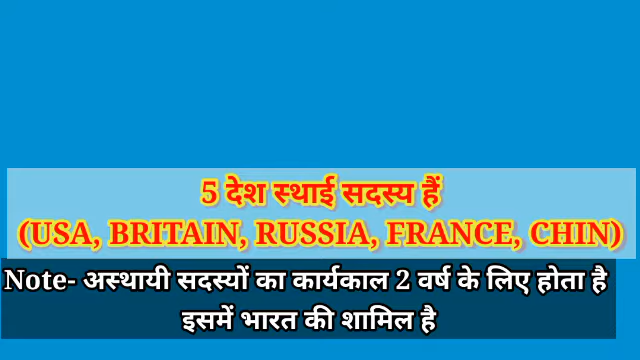 5 देश स्थाई सदस्य हैं
(USA, BRITAIN, RUSSIA, FRANCE, CHIN)
Note- अस्थायी सदस्यों का कार्यकाल 2 वर्ष के लिए होता है
इसमें भारत की शामिल है